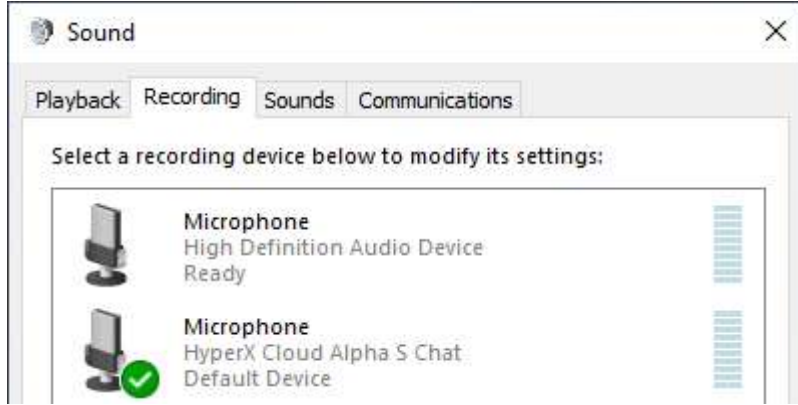 Sound
Playback Recording Sounds Communications
Select a recording device below to modify its settings:
Microphone
High Definition Audio Device
Ready
Microphone
HyperX Cloud Alpha S Chat
Default Device